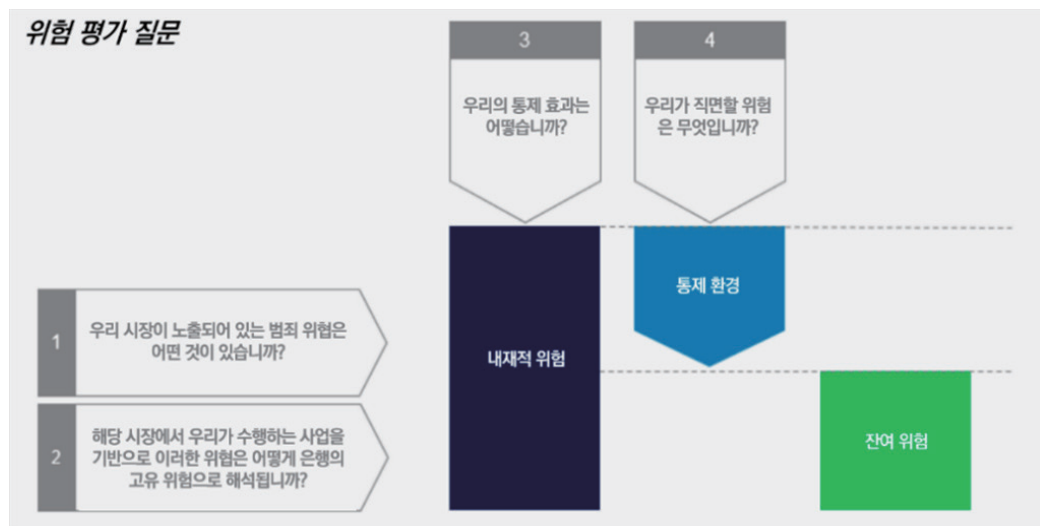 위험 평가 질문
3
우리의 통제 효과는
어떻습니까?
4
우리가 직면할 위험
은 무엇입니까?
통제 환경
1
우리 시장이 노출되어 있는 범죄 위협은
어떤 것이 있습니까?
내재적 위험
2
해당 시장에서 우리가 수행하는 사업을
기반으로 이러한 위협은 어떻게 은행의
고유 위험으로 해석됩니까?
잔여 위험